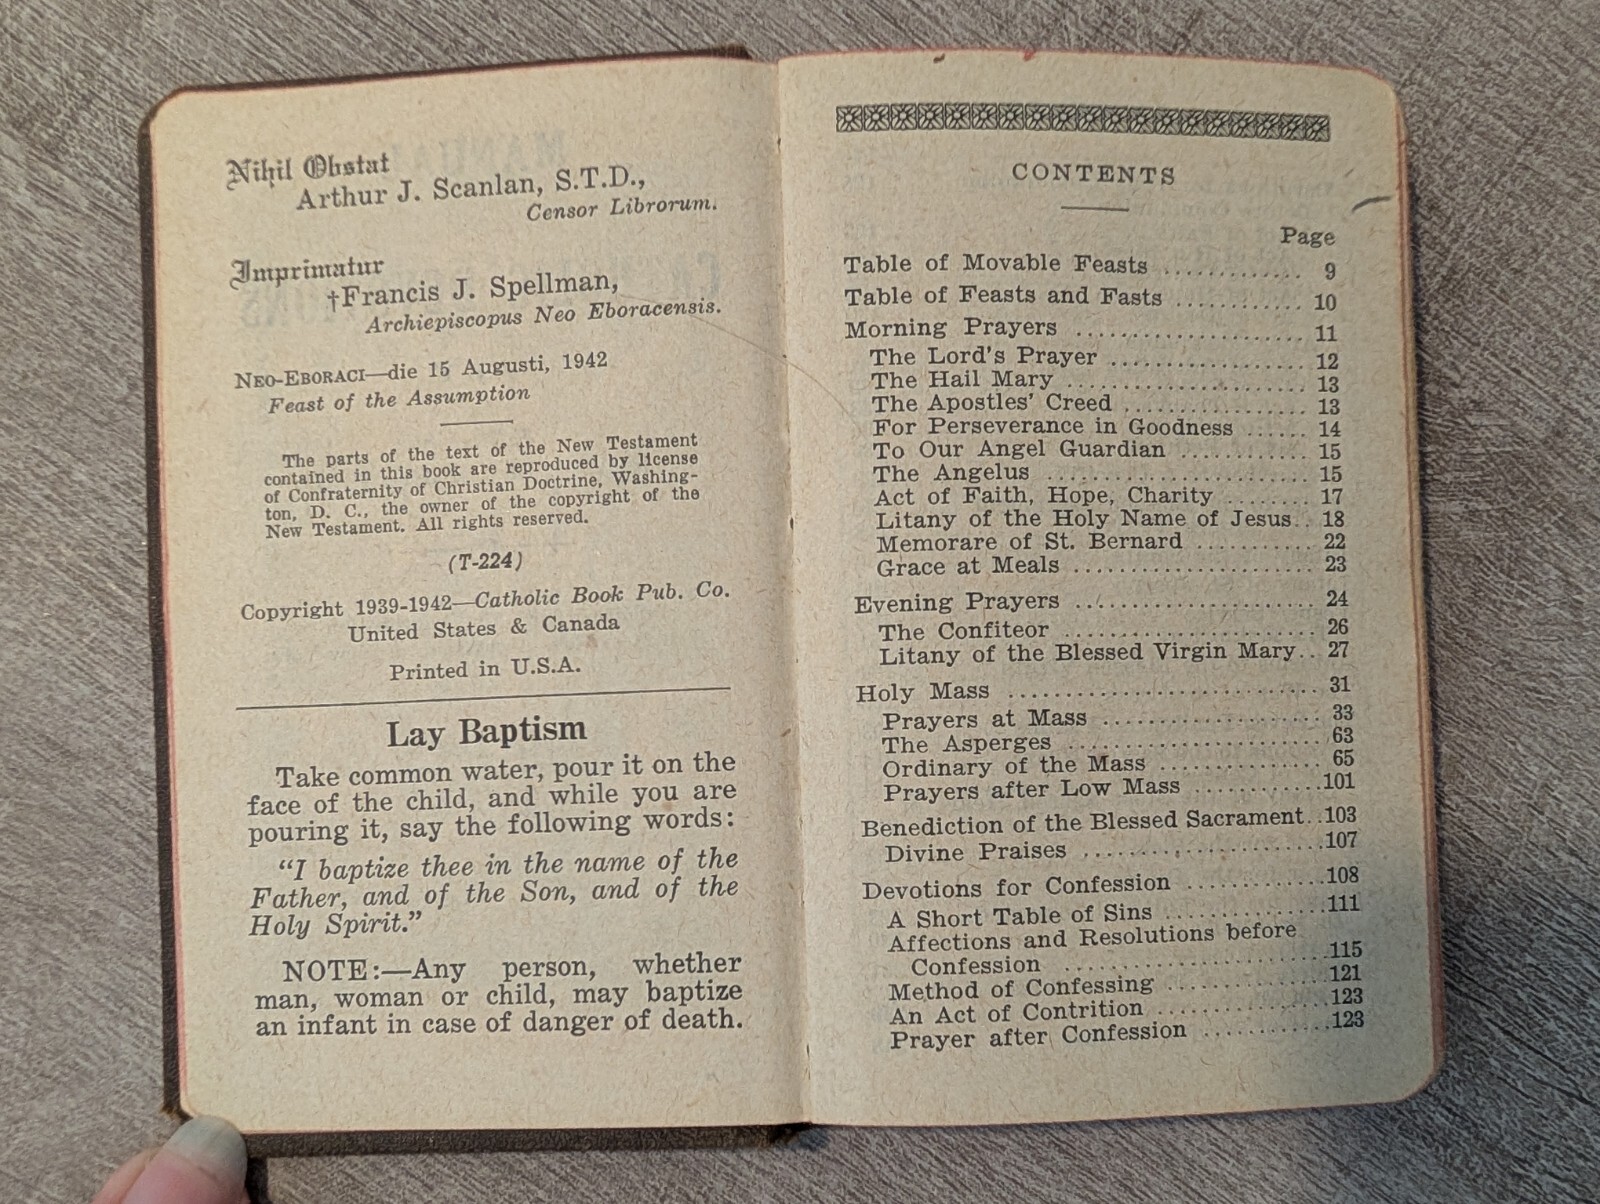 Nihil Obstat
Arthur J. Scanlan, S.T.D.,
Censor Librorum.
Imprimatur
†Francis J. Spellman,
Archiepiscopus Neo Eboracensis.
NEO-EBORACI—die 15 Augusti, 1942
Feast of the Assumption
The parts of the text of the New Testament
contained in this book are reproduced by license
of Confraternity of Christian Doctrine, Washing-
ton, D. C., the owner of the copyright of the
New Testament. All rights reserved.
(T-224)
Copyright 1939-1942—Catholic Book Pub. Co.
United States & Canada
Printed in U.S.A.
Lay Baptism
Take common water, pour it on the
face of the child, and while you are
pouring it, say the following words:
“I baptize thee in the name of the
Father, and of the Son, and of the
Holy Spirit.”
NOTE:—Any person, whether
man, woman or child, may baptize
an infant in case of danger of death.
CONTENTS
Page
Table of Movable Feasts ............ 9
Table of Feasts and Fasts ........... 10
Morning Prayers .................... 11
The Lord's Prayer .................. 12
The Hail Mary ..................... 13
The Apostles' Creed ................ 13
For Perseverance in Goodness ...... 14
To Our Angel Guardian ............ 15
The Angelus ....................... 15
Act of Faith, Hope, Charity ........ 17
Litany of the Holy Name of Jesus.. 18
Memorare of St. Bernard ........... 22
Grace at Meals ..................... 23
Evening Prayers .................... 24
The Confiteor ...................... 26
Litany of the Blessed Virgin Mary.. 27
Holy Mass .......................... 31
Prayers at Mass .................... 33
The Asperges ...................... 63
Ordinary of the Mass ............... 65
Prayers after Low Mass ............101
Benediction of the Blessed Sacrament..103
Divine Praises .....................107
Devotions for Confession ............108
A Short Table of Sins ..............111
Affections and Resolutions before
Confession .......................115
Method of Confessing ..............121
An Act of Contrition ...............123
Prayer after Confession ............123